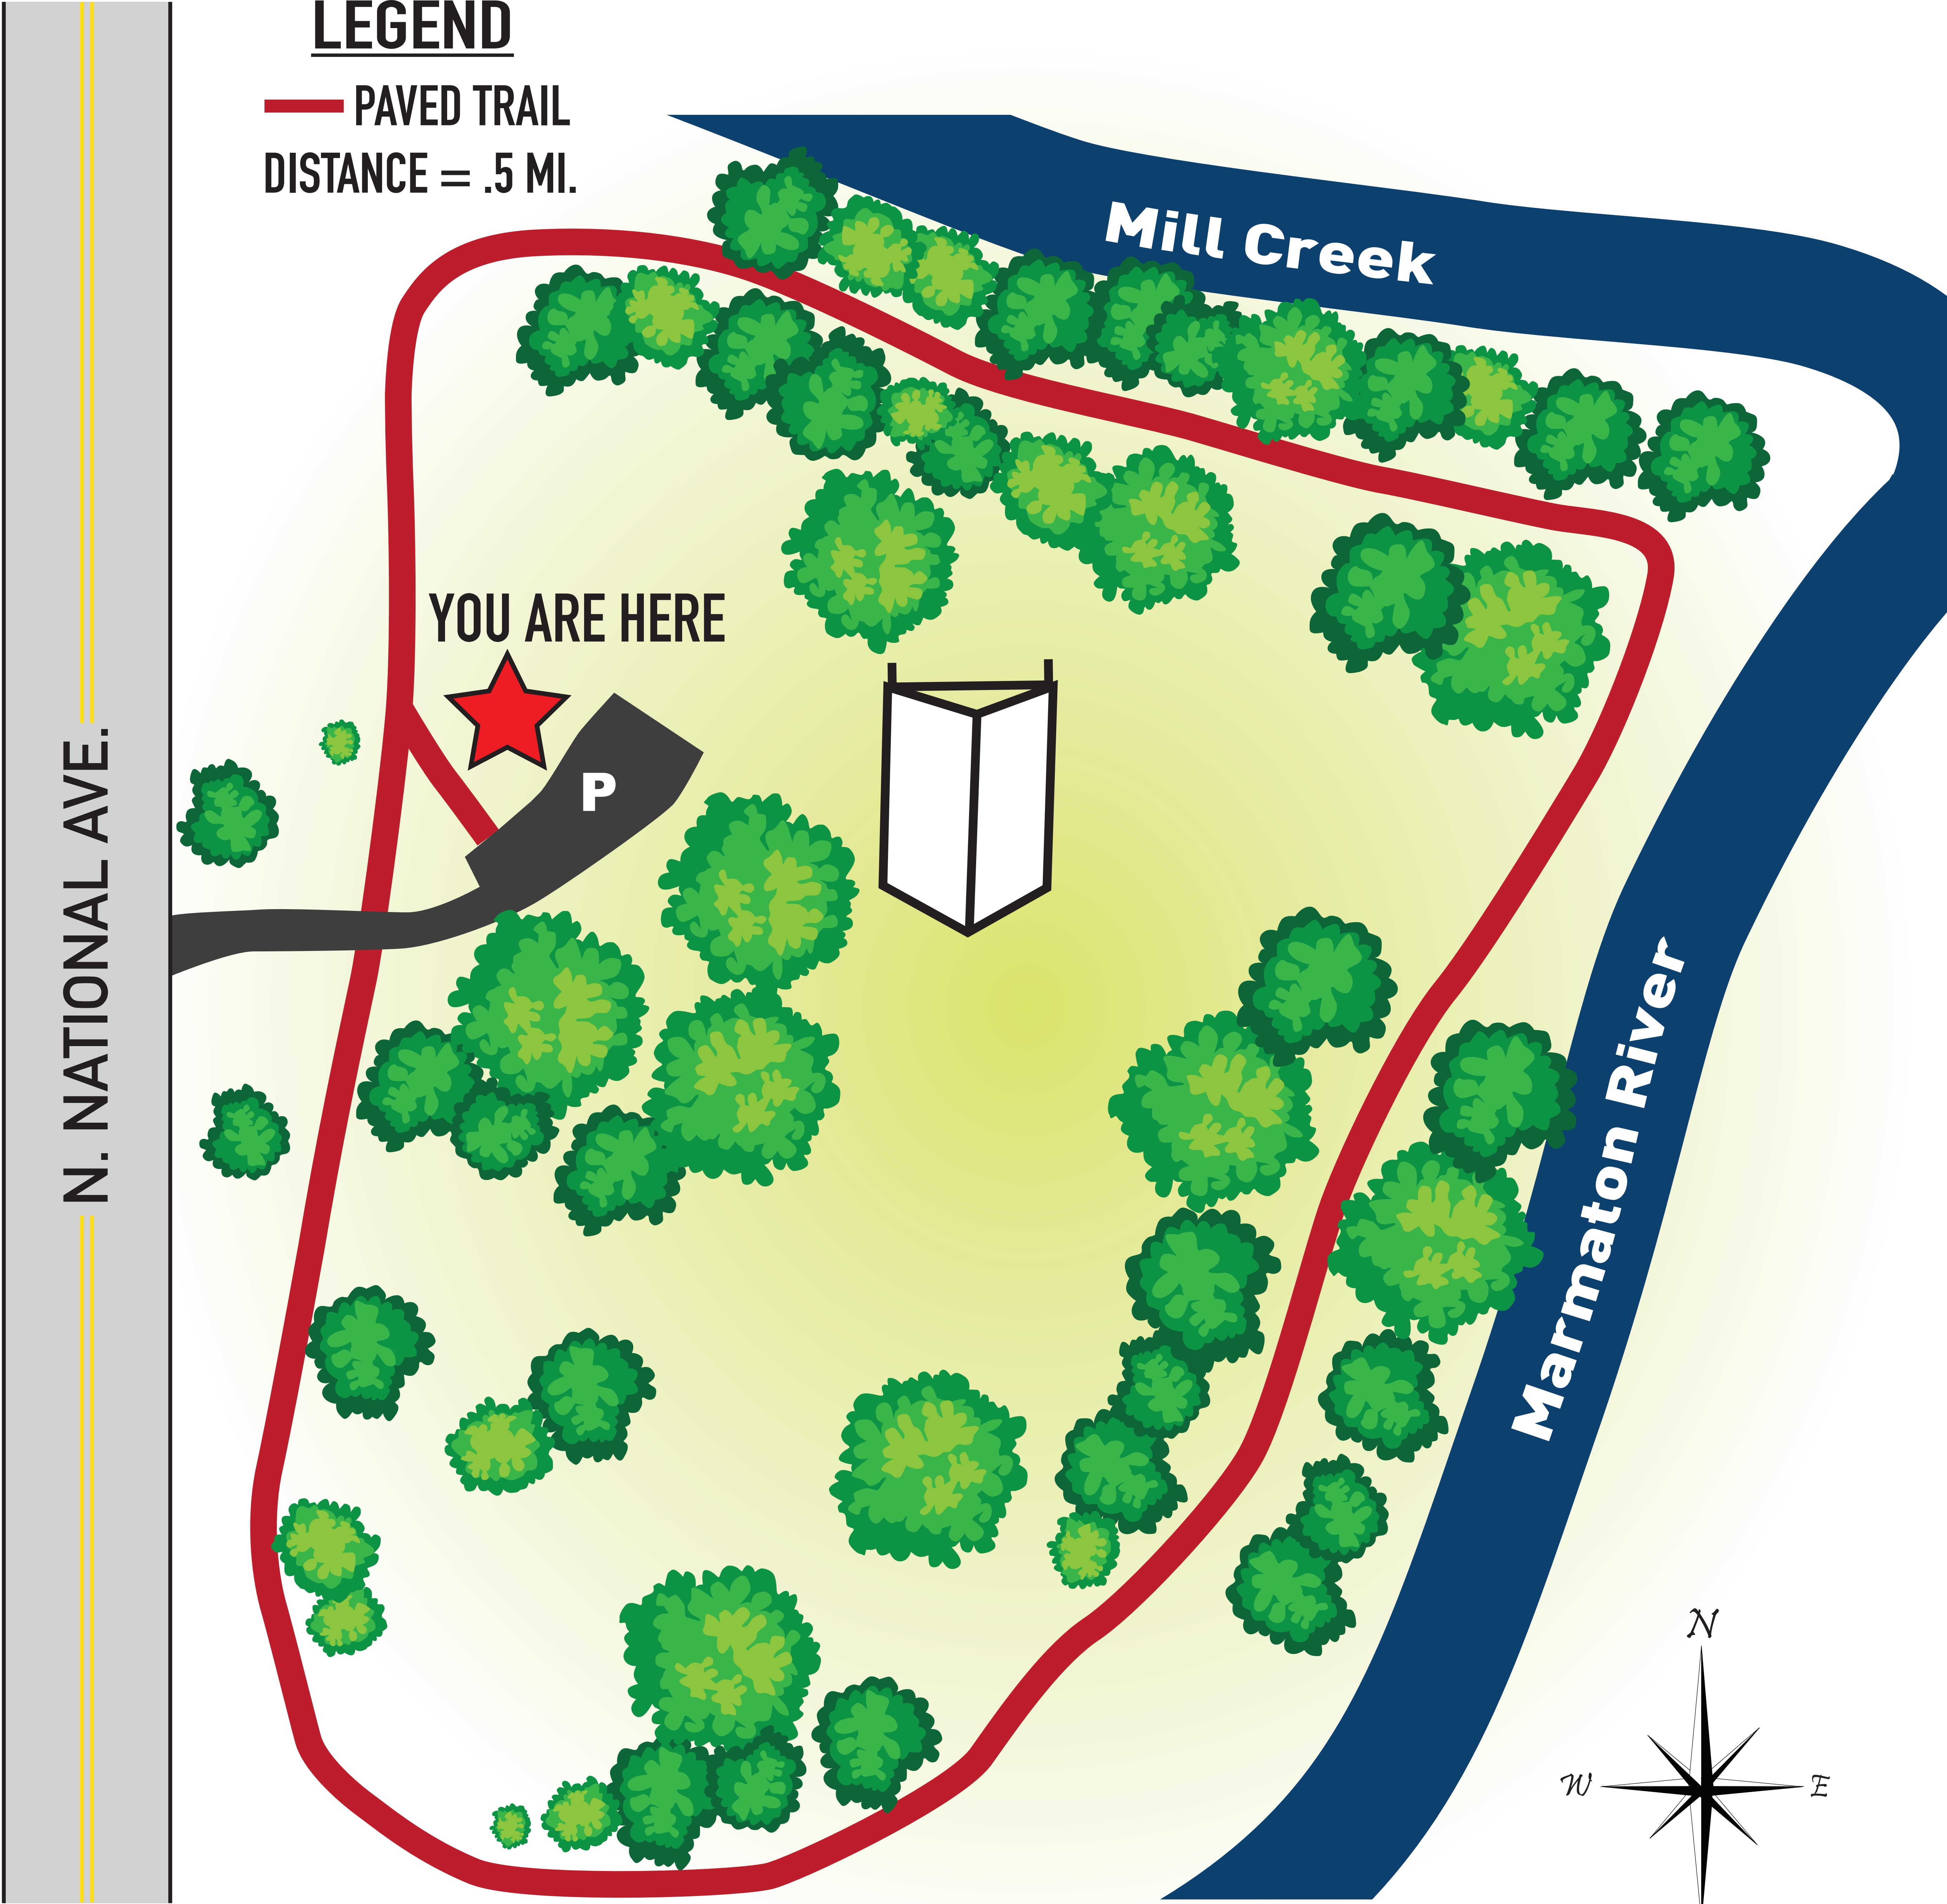 LEGEND
PAVED TRAIL
DISTANCE = .5 MI.
Mill Creek
YOU ARE HERE
P
N. NATIONAL AVE.
Marmaton River
N
W
E